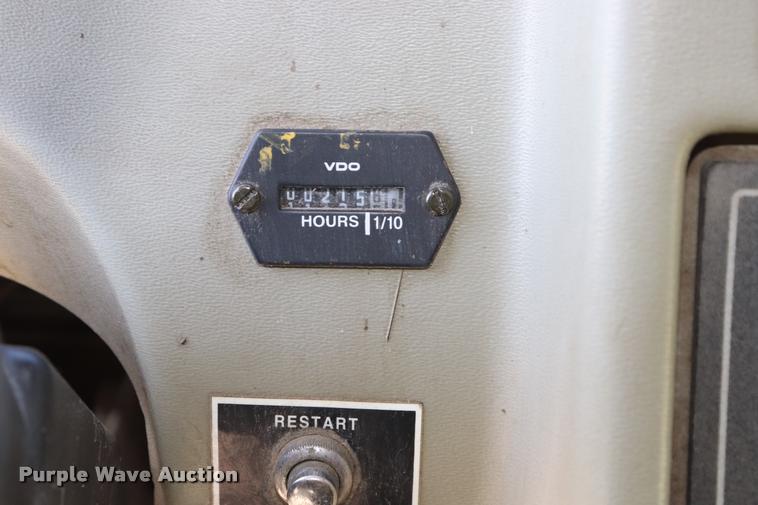 VDO
HOURS 1/10
RESTART
Purple Wave Auction